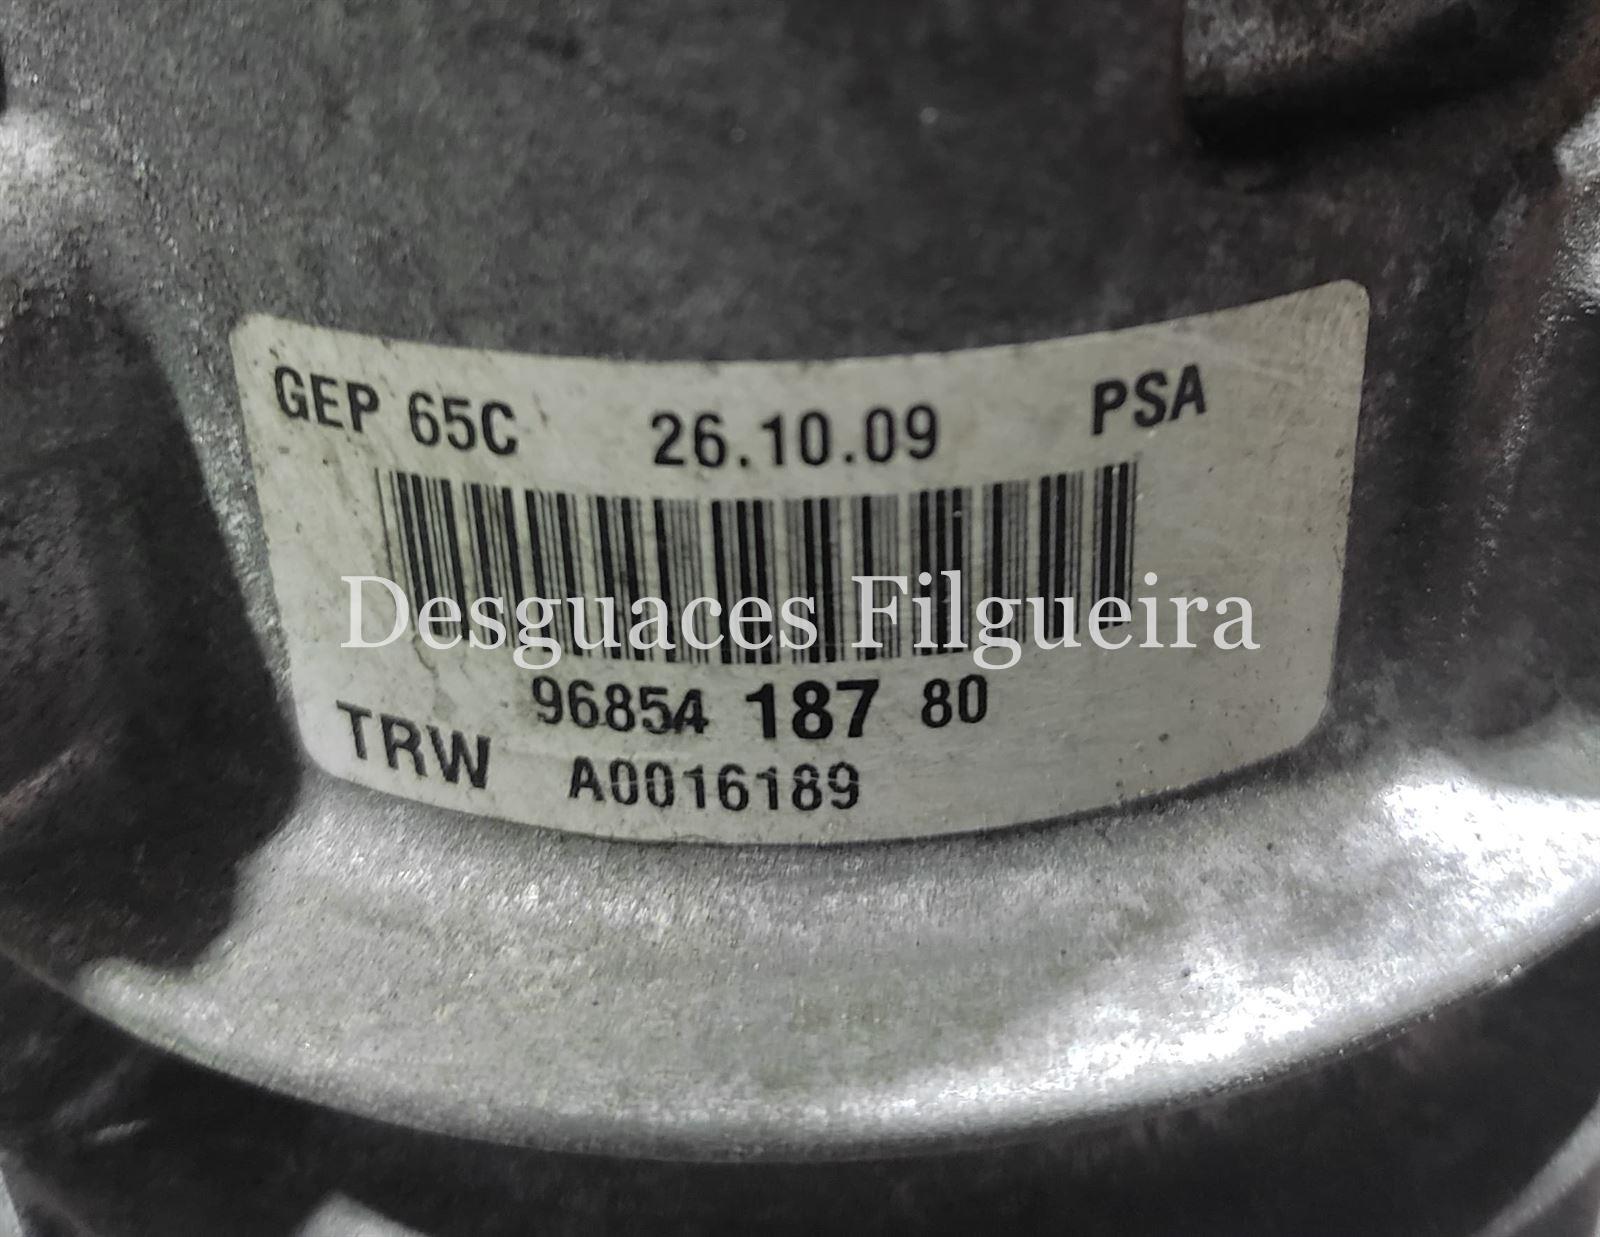 GEP 65C 26.10.09 PSA
Desguaces Filgueira
96854 187 80
TRW A0016189